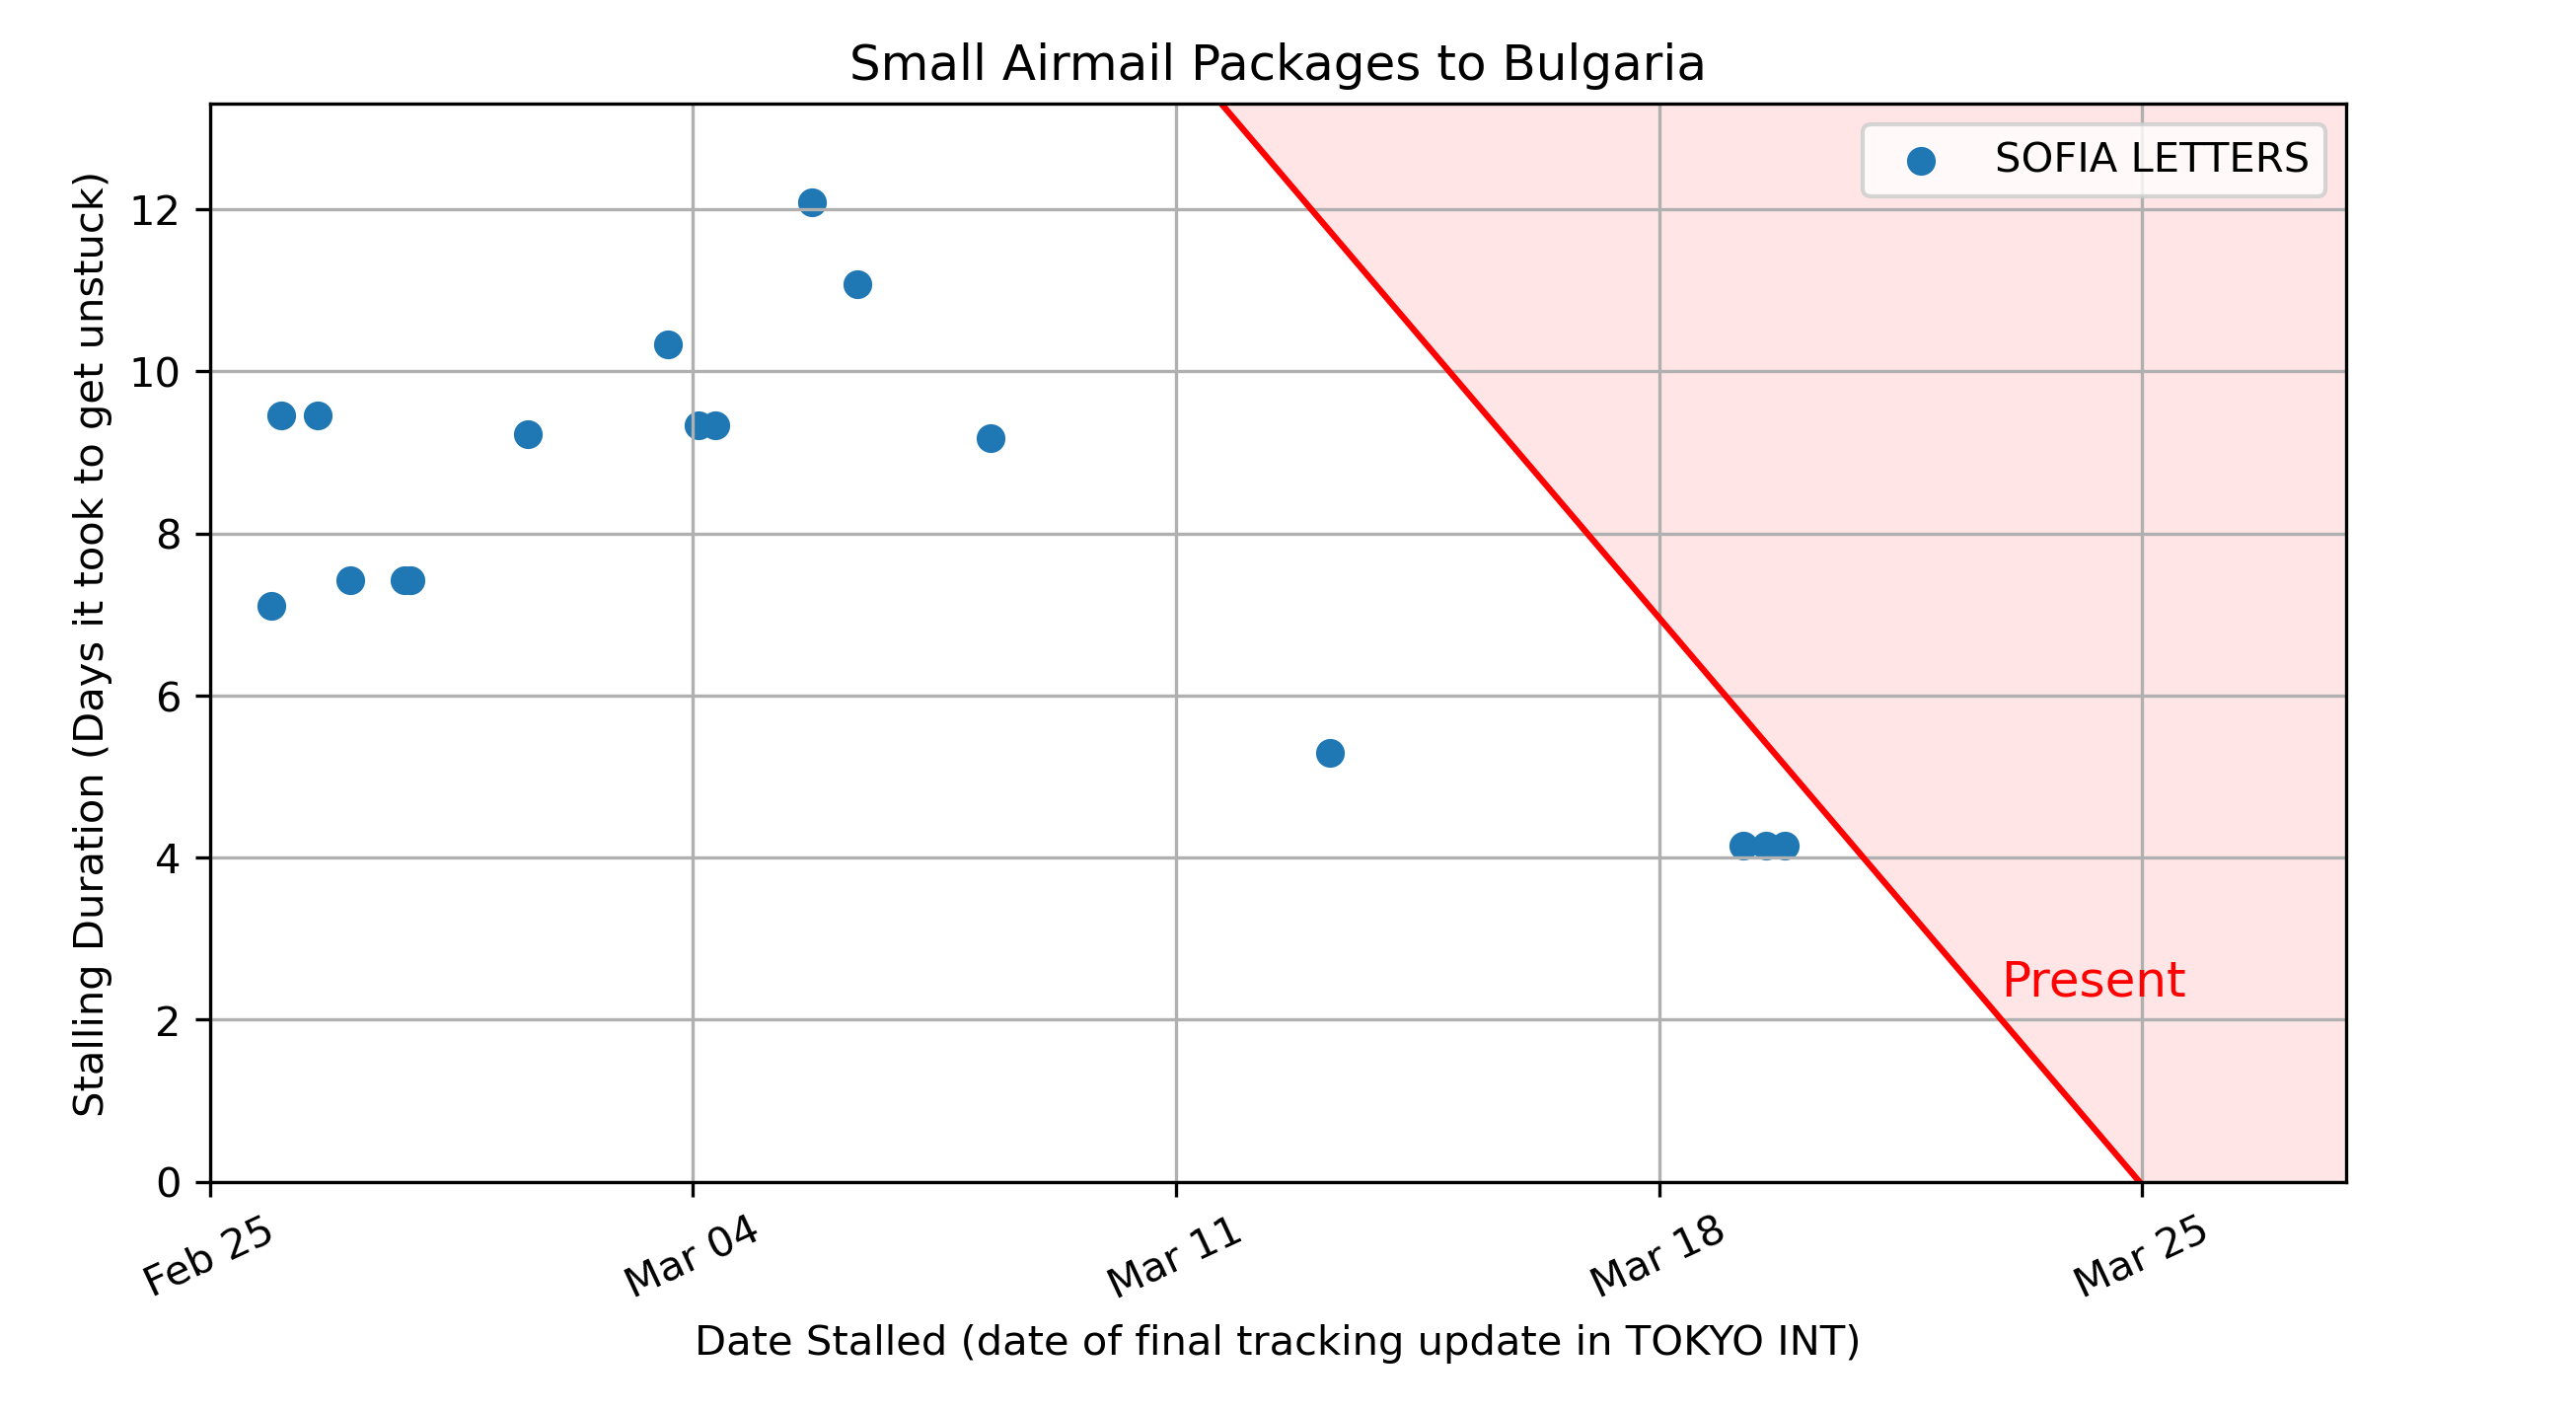 Small Airmail Packages to Bulgaria
SOFIA LETTERS
Stalling Duration (Days it took to get unstuck)
12
10
8
6
4
2
0
Present
Feb 25
Mar 04
Mar 11
Mar 18
Mar 25
Date Stalled (date of final tracking update in TOKYO INT)